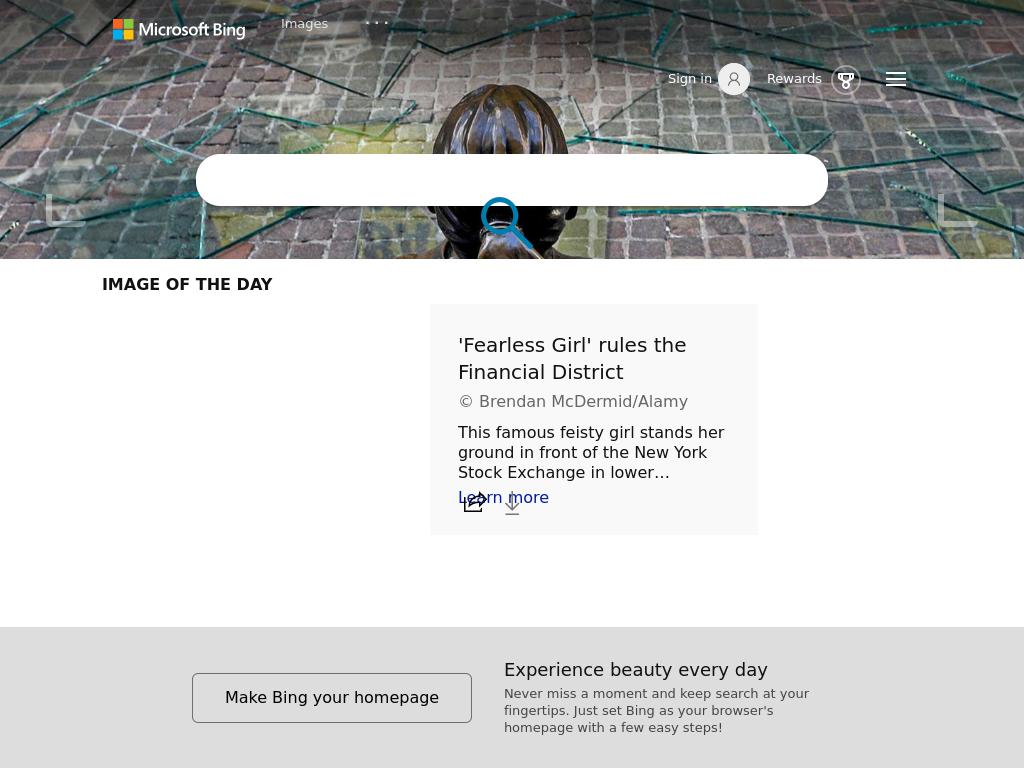 Microsoft Bing
Images
Sign in
Rewards
IMAGE OF THE DAY
'Fearless Girl' rules the
Financial District
© Brendan McDermid/Alamy
This famous feisty girl stands her
ground in front of the New York
Stock Exchange in lower…
Learn more
Make Bing your homepage
Experience beauty every day
Never miss a moment and keep search at your
fingertips. Just set Bing as your browser's
homepage with a few easy steps!